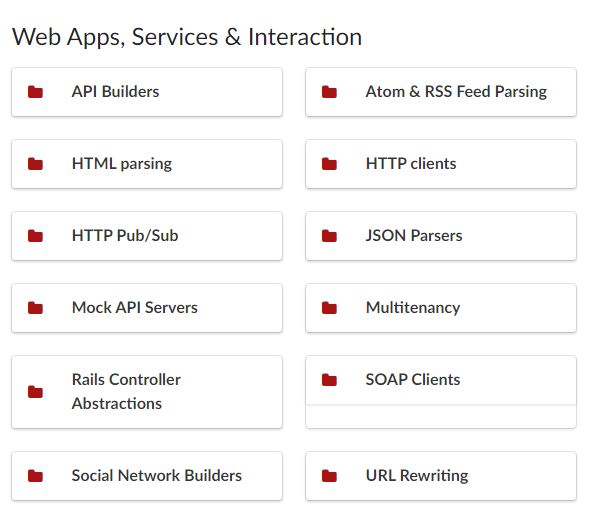 Web Apps, Services & Interaction
API Builders
Atom & RSS Feed Parsing
HTML parsing
HTTP clients
HTTP Pub/Sub
JSON Parsers
Mock API Servers
Multitenancy
Rails Controller
Abstractions
SOAP Clients
Social Network Builders
URL Rewriting